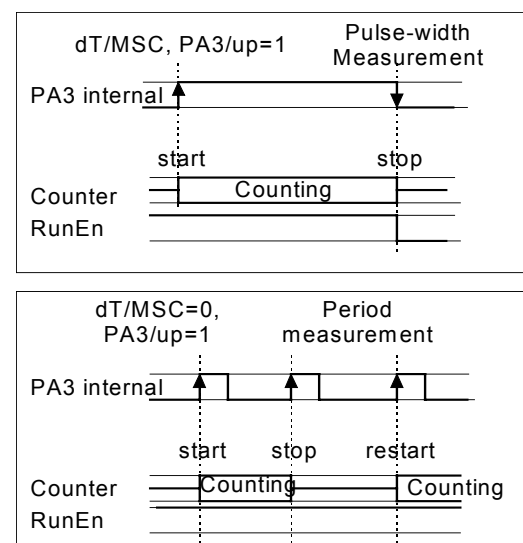 dT/MSC, PA3/up=1
Pulse-width
Measurement
PA3 internal
start
stop
Counter
Counting
RunEn
dT/MSC=0,
PA3/up=1
Period
measurement
PA3 internal
start
stop
restart
Counter
Counting
Counting
RunEn